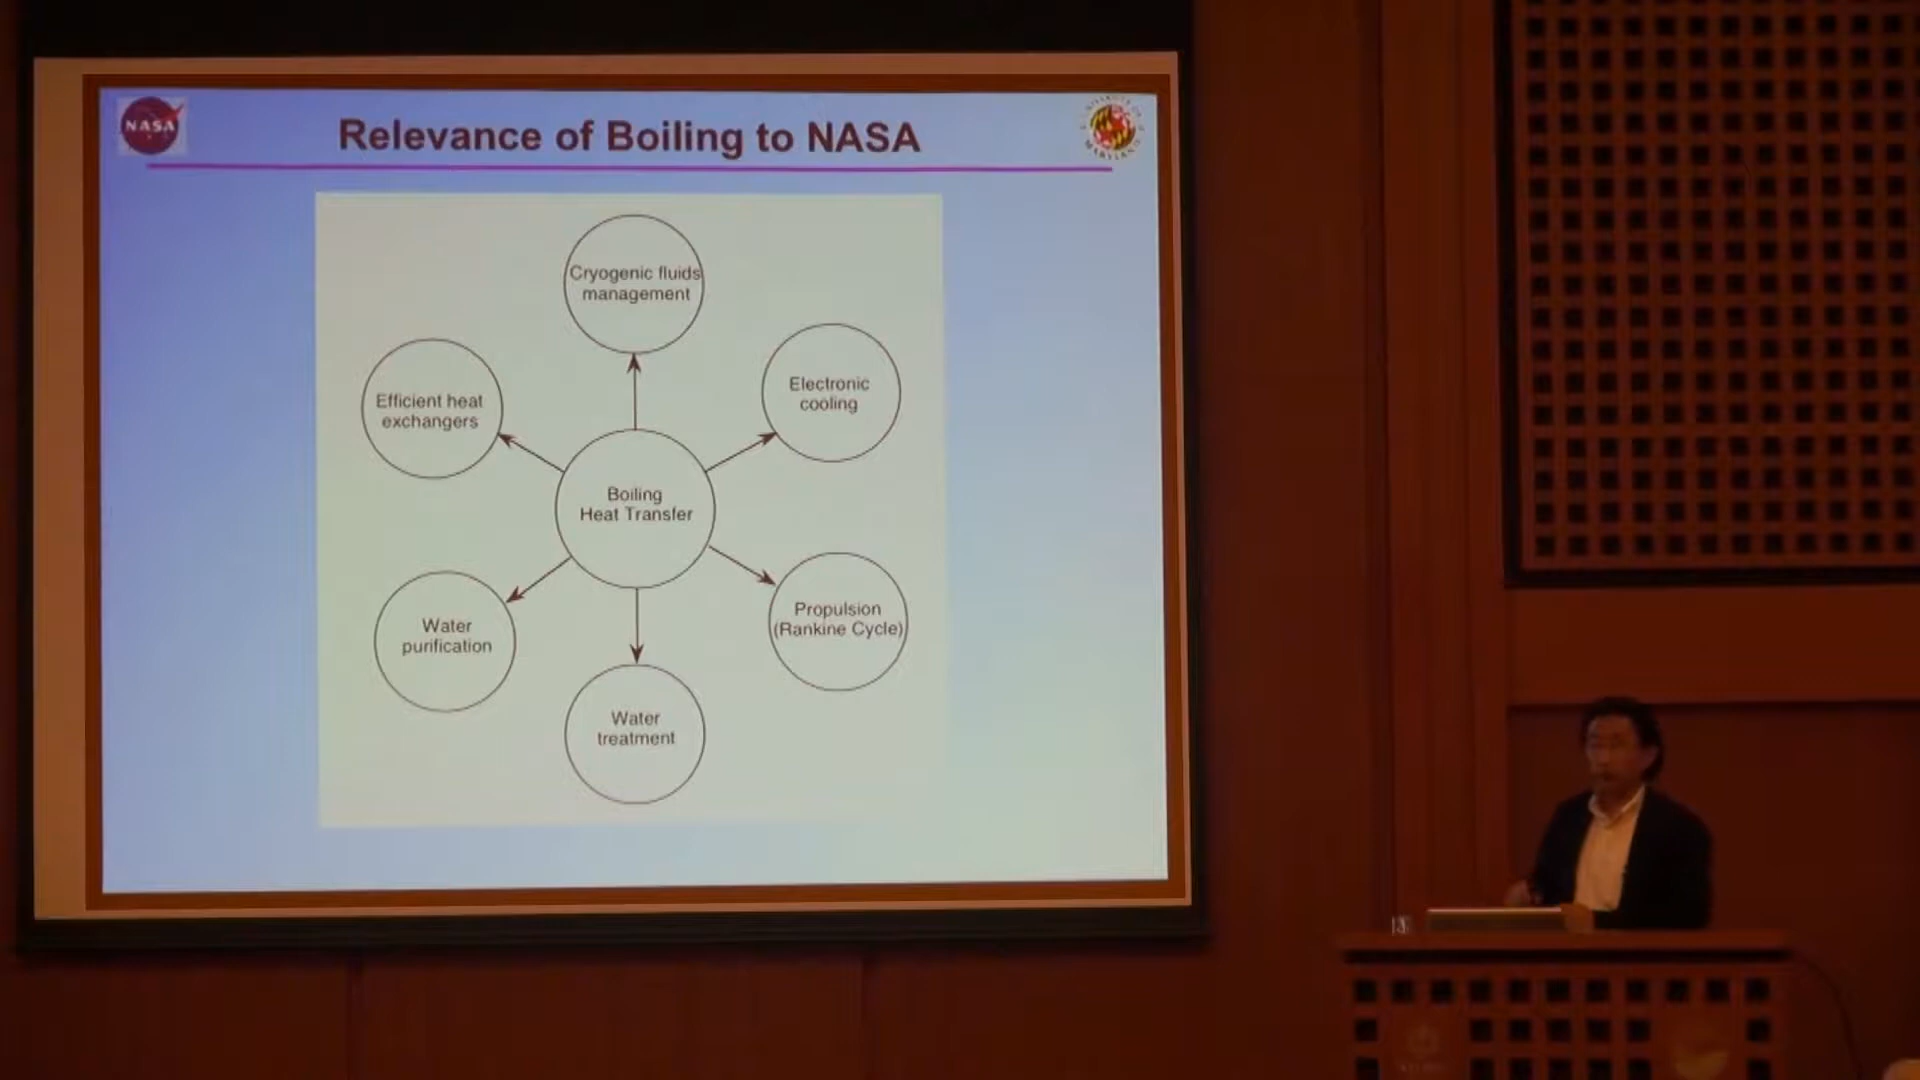 NASA
Relevance of Boiling to NASA
MARYLAND
Cryogenic fluids
management
Electronic
cooling
Efficient heat
exchangers
Boiling
Heat Transfer
Propulsion
(Rankine Cycle)
Water
purification
Water
treatment